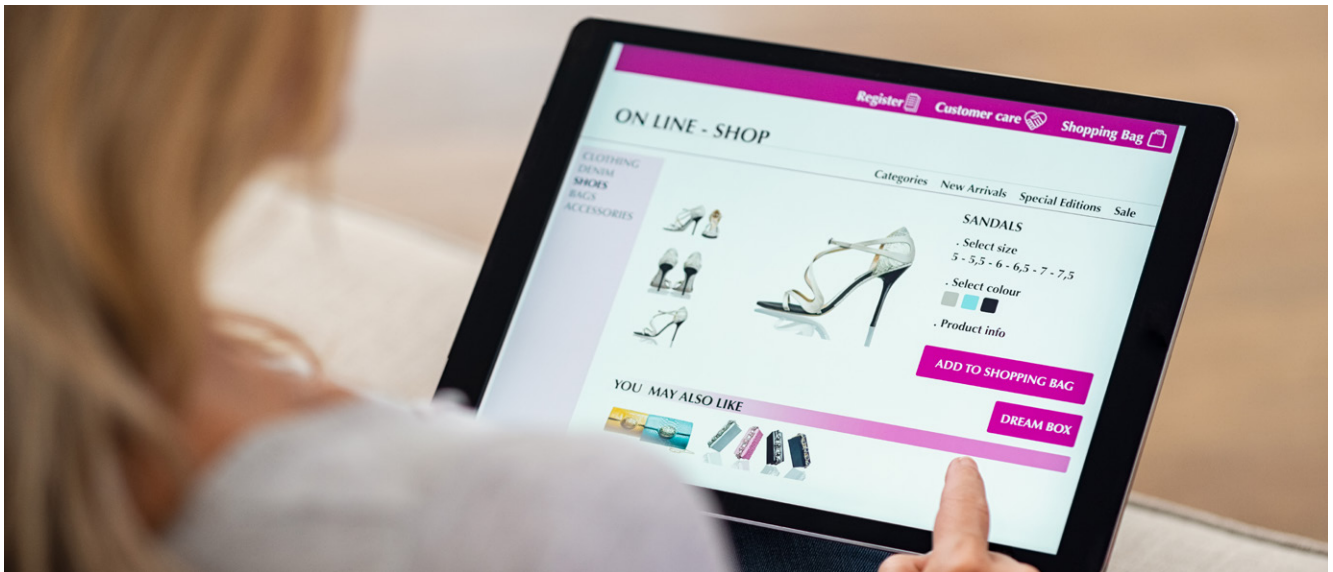 Register
Customer care
Shopping Bag
ON LINE - SHOP
Categories New Arrivals Special Editions Sale
CLOTHING
DENIM
SHOES
BAGS
ACCESSORIES
SANDALS
. Select size
5 - 5,5 - 6 - 6,5 - 7 - 7,5
. Select colour
. Product info
ADD TO SHOPPING BAG
DREAM BOX
YOU MAY ALSO LIKE